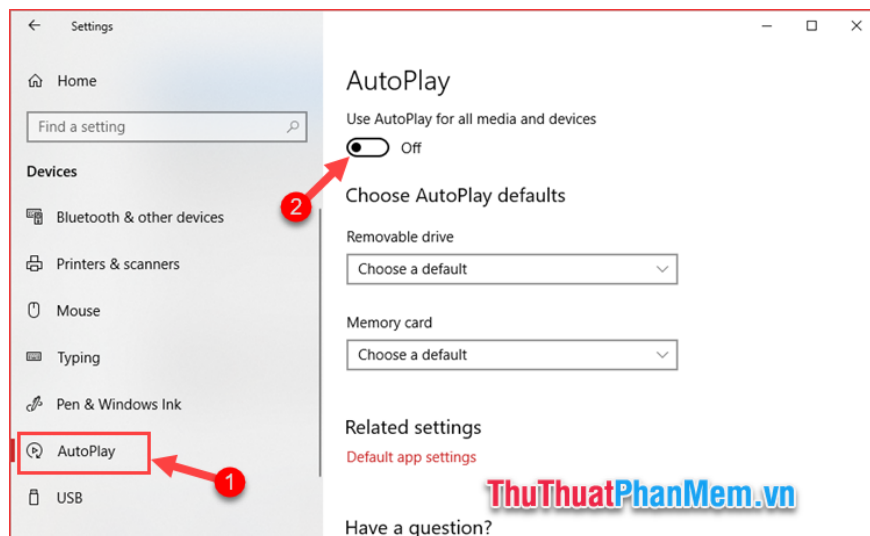 Settings
Home
Find a setting
Devices
Bluetooth & other devices
Printers & scanners
Mouse
Typing
Pen & Windows Ink
AutoPlay
1
USB
AutoPlay
Use AutoPlay for all media and devices
Off
2
Choose AutoPlay defaults
Removable drive
Choose a default
Memory card
Choose a default
Related settings
Default app settings
ThuThuatPhanMem.vn
Have a question?